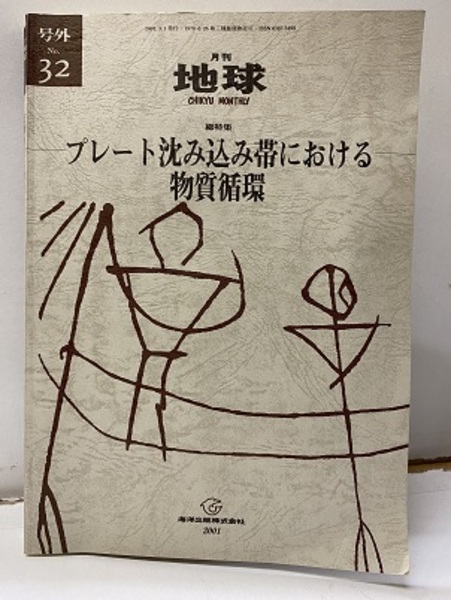 号外
No.
32
月刊
地球
CHIKYU MONTHLY
総特集
プレート沈み込み帯における
物質循環
海洋出版株式会社
2001